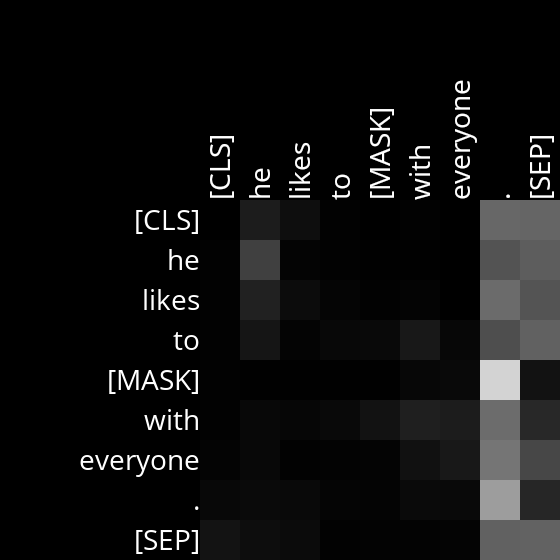 [CLS] he likes to [MASK] with everyone . [SEP]
[CLS]
he
likes
to
[MASK]
with
everyone
.
[SEP]